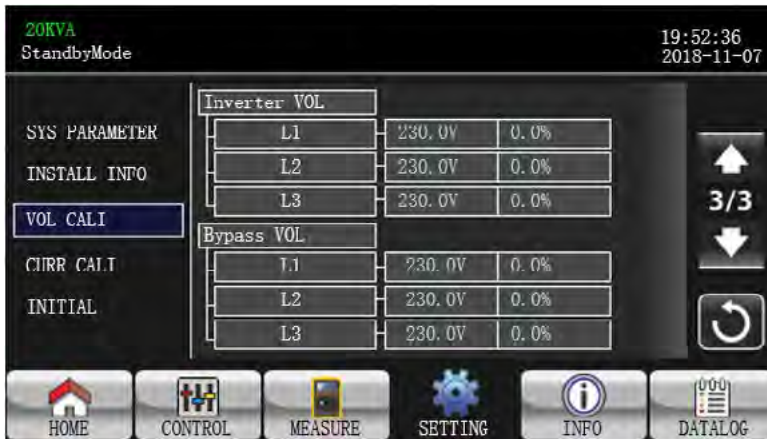 20KVA
StandbyMode
19:52:36
2018-11-07
SYS PARAMETER
INSTALL INFO
VOL CALI
CURR CALI
INITIAL
Inverter VOL
L1 230.0V 0.0%
L2 230.0V 0.0%
L3 230.0V 0.0%
Bypass VOL
L1 230.0V 0.0%
L2 230.0V 0.0%
L3 230.0V 0.0%
3/3
HOME CONTROL MEASURE SETTING INFO DATALOG